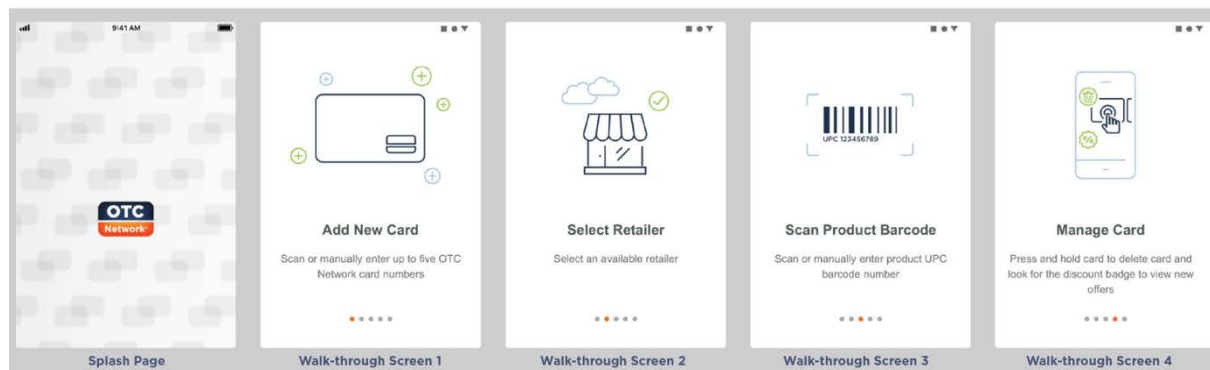 9:41 AM
OTC
Network
Splash Page
Add New Card
Scan or manually enter up to five OTC
Network card numbers
Walk-through Screen 1
Select Retailer
Select an available retailer
Walk-through Screen 2
UPC 123456789
Scan Product Barcode
Scan or manually enter product UPC
barcode number
Walk-through Screen 3
%
Manage Card
Press and hold card to delete card and
look for the discount badge to view new
offers
Walk-through Screen 4